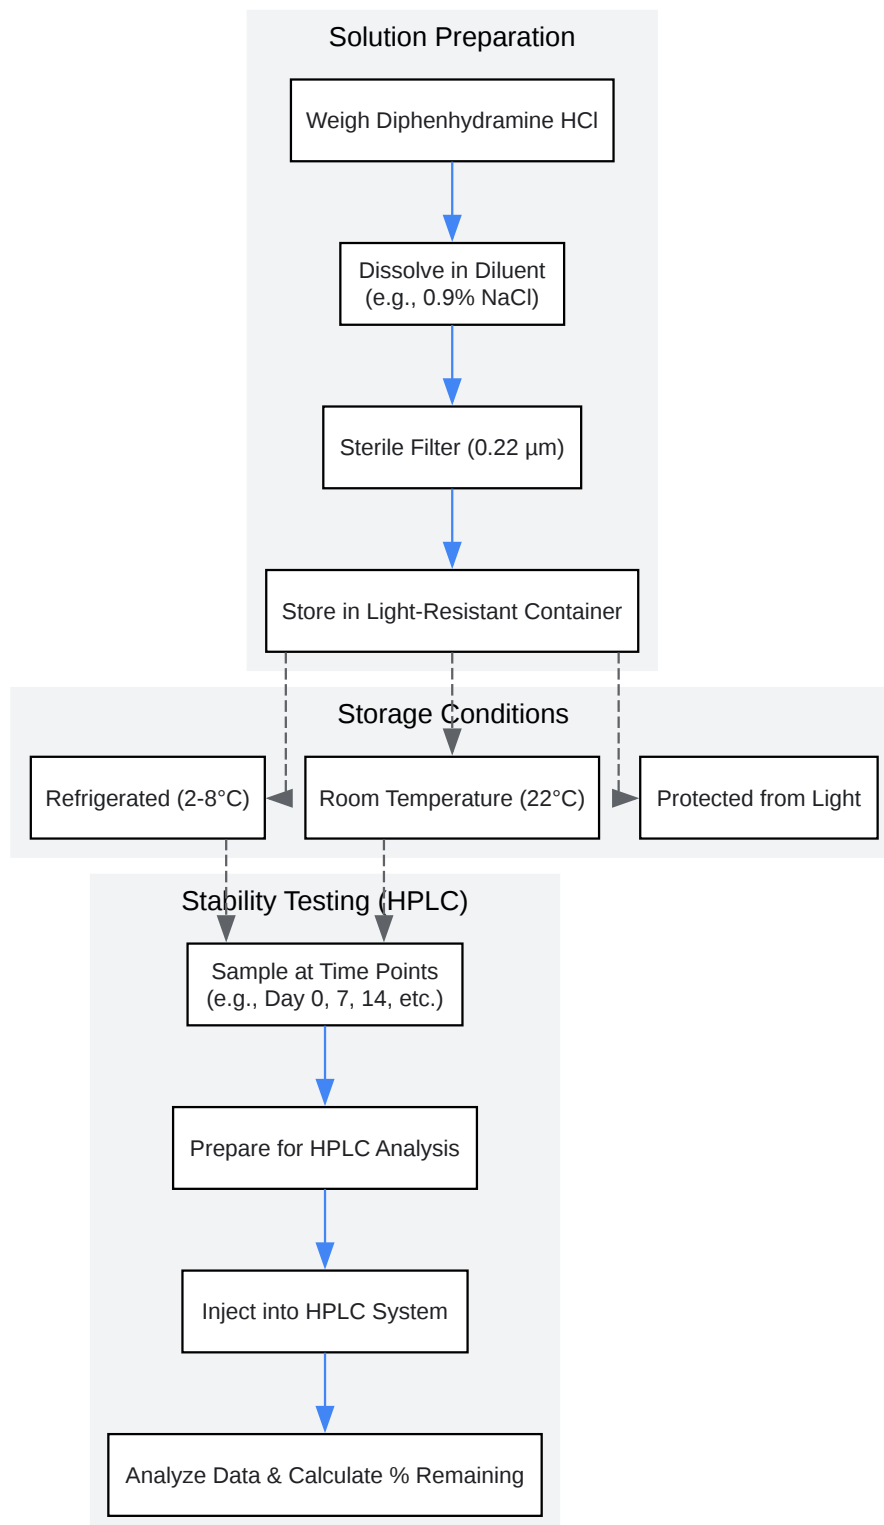 Solution Preparation
Weigh Diphenhydramine HCl
Dissolve in Diluent
(e.g., 0.9% NaCl)
Sterile Filter (0.22 µm)
Store in Light-Resistant Container
Storage Conditions
Refrigerated (2-8°C)
Room Temperature (22°C)
Protected from Light
Stability Testing (HPLC)
Sample at Time Points
(e.g., Day 0, 7, 14, etc.)
Prepare for HPLC Analysis
Inject into HPLC System
Analyze Data & Calculate % Remaining